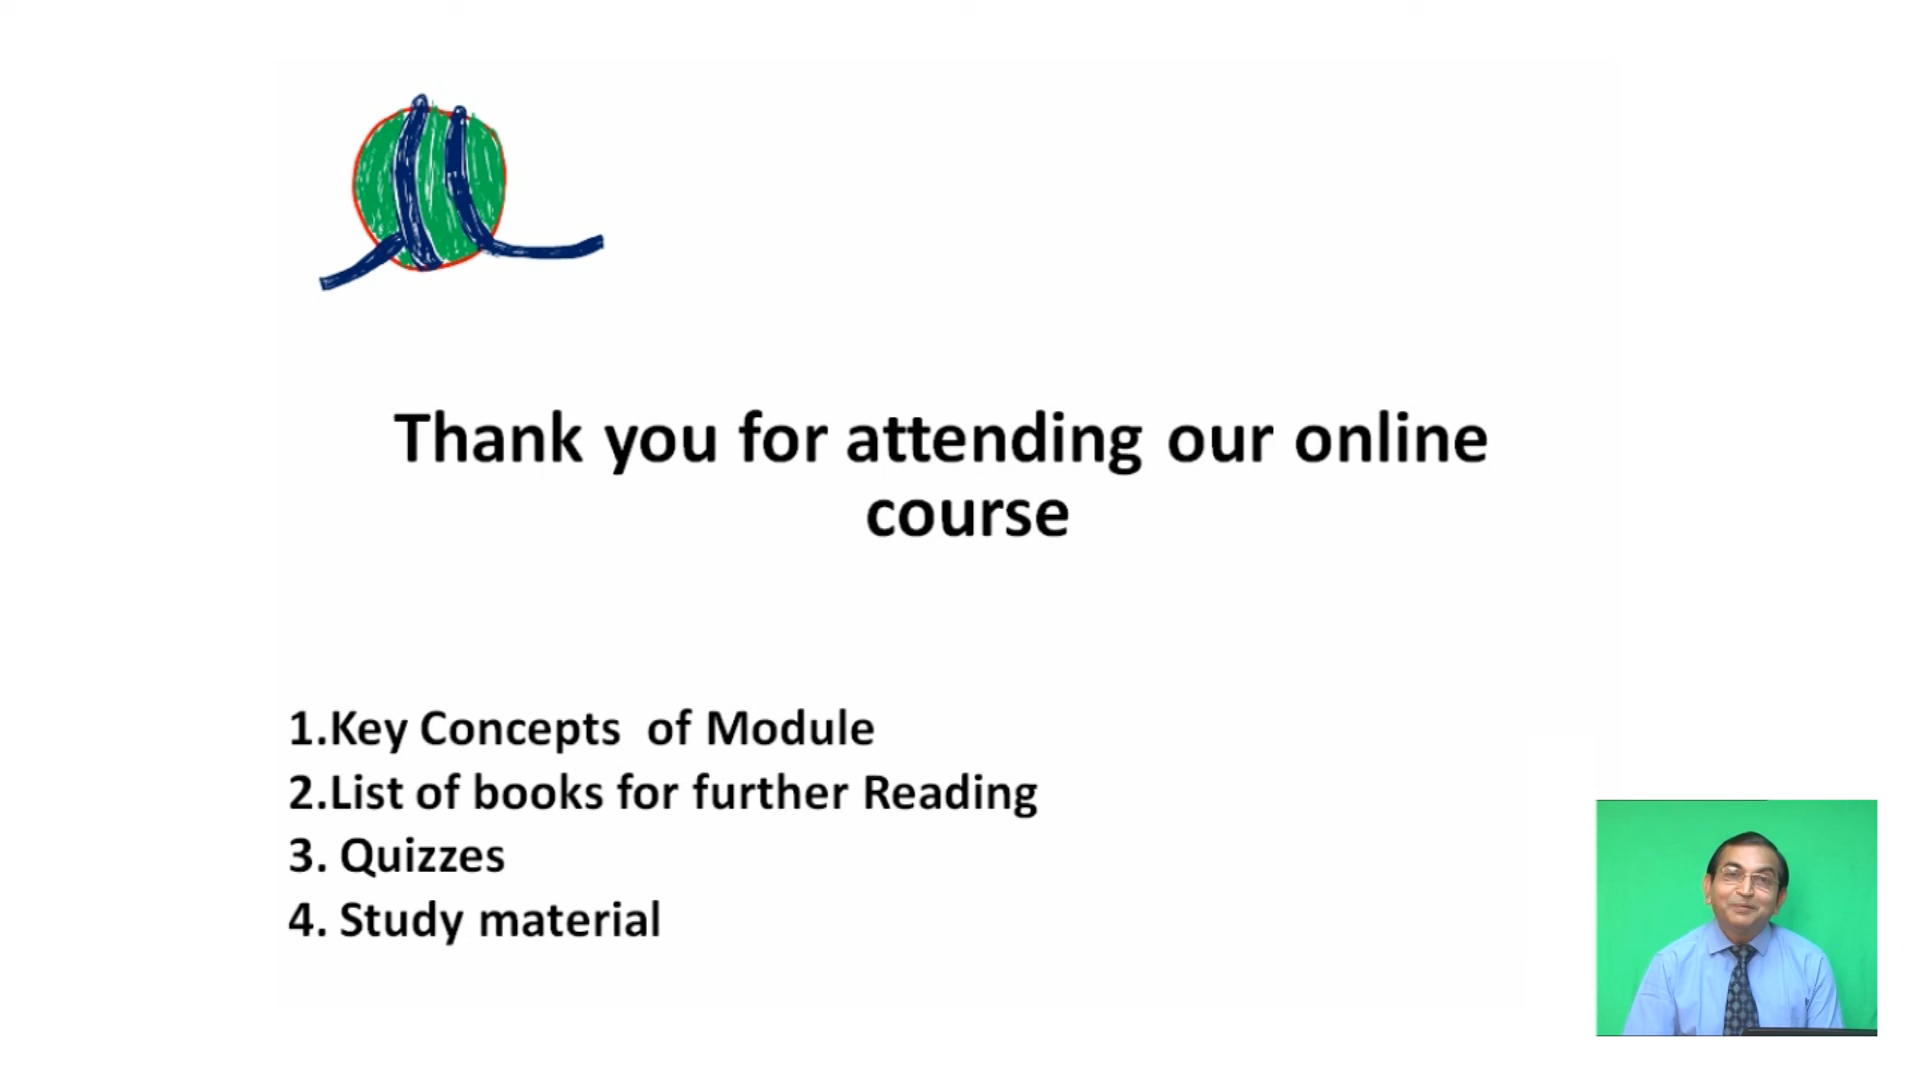 Thank you for attending our online
course
1.Key Concepts of Module
2.List of books for further Reading
3. Quizzes
4. Study material